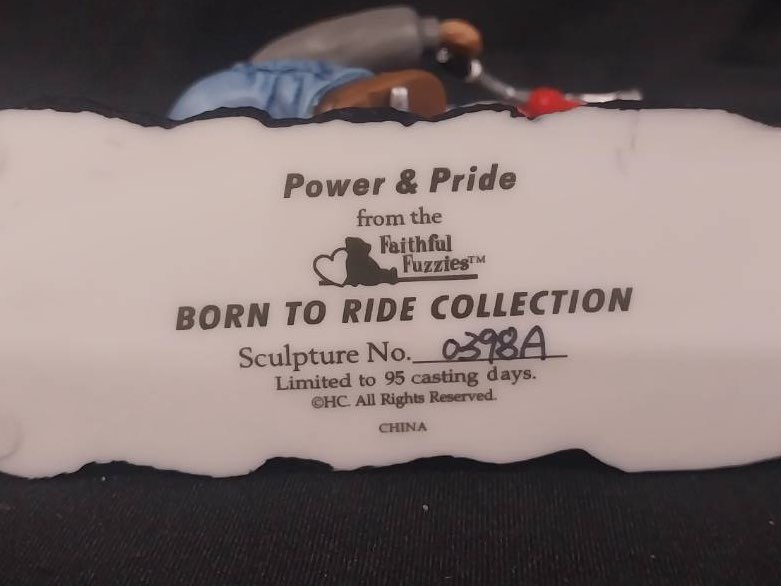 Power & Pride
from the
Faithful
Fuzzies™
BORN TO RIDE COLLECTION
Sculpture No. 0398A
Limited to 95 casting days.
©HC. All Rights Reserved.
CHINA